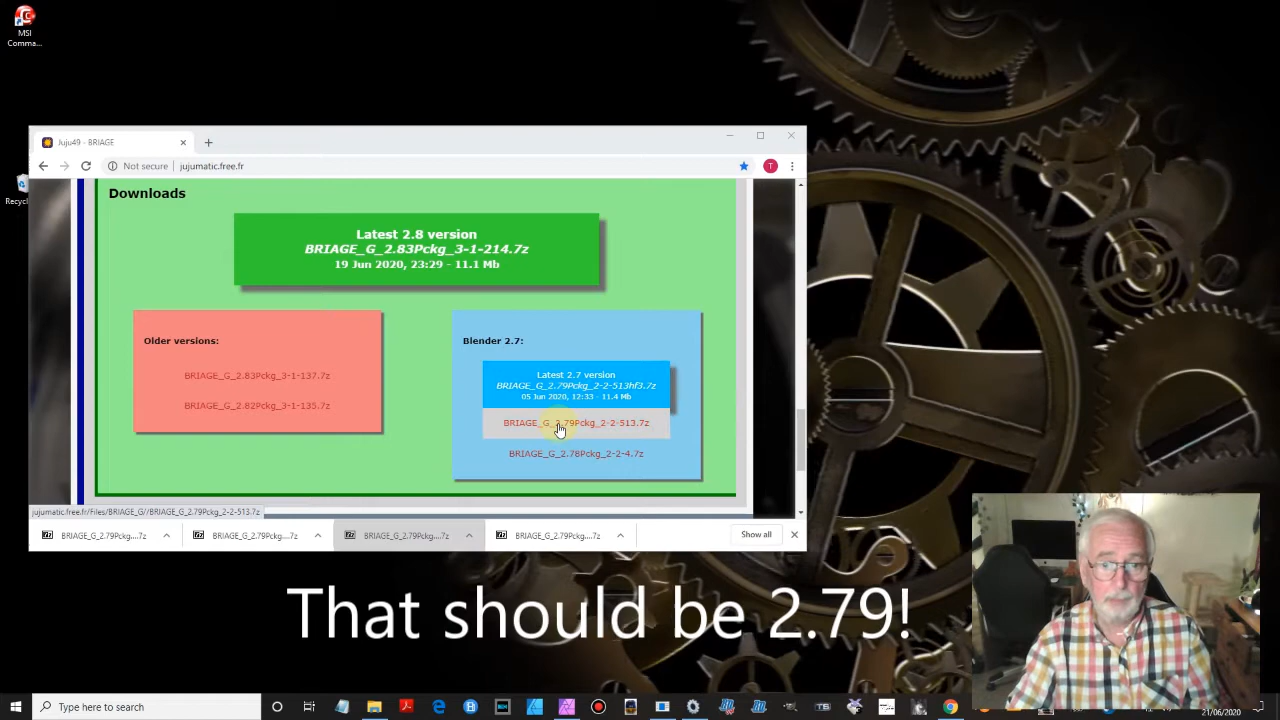 MSI
Comma...
Juju49 - BRIAGE
Not secure
jujumatic.free.fr
T
Downloads
Latest 2.8 version
BRIAGE_G_2.83Pckg_3-1-214.7z
19 Jun 2020, 23:29 - 11.1 Mb
Older versions:
BRIAGE_G_2.83Pckg_3-1-137.7z
BRIAGE_G_2.82Pckg_3-1-135.7z
Blender 2.7:
Latest 2.7 version
BRIAGE_G_2.79Pckg_2-2-513hf3.7z
05 Jun 2020, 12:33 - 11.4 Mb
BRIAGE_G_2.79Pckg_2-2-513.7z
BRIAGE_G_2.78Pckg_2-2-4.7z
Recycl
jujumatic.free.fr/Files/BRIAGE_G//BRIAGE_G_2.79Pckg_2-2-513.7z
BRIAGE_G_2.79Pckg....7z
BRIAGE_G_2.79Pckg....7z
BRIAGE_G_2.79Pckg....7z
BRIAGE_G_2.79Pckg....7z
Show all
That should be 2.79!
Type here to search
21/06/2020